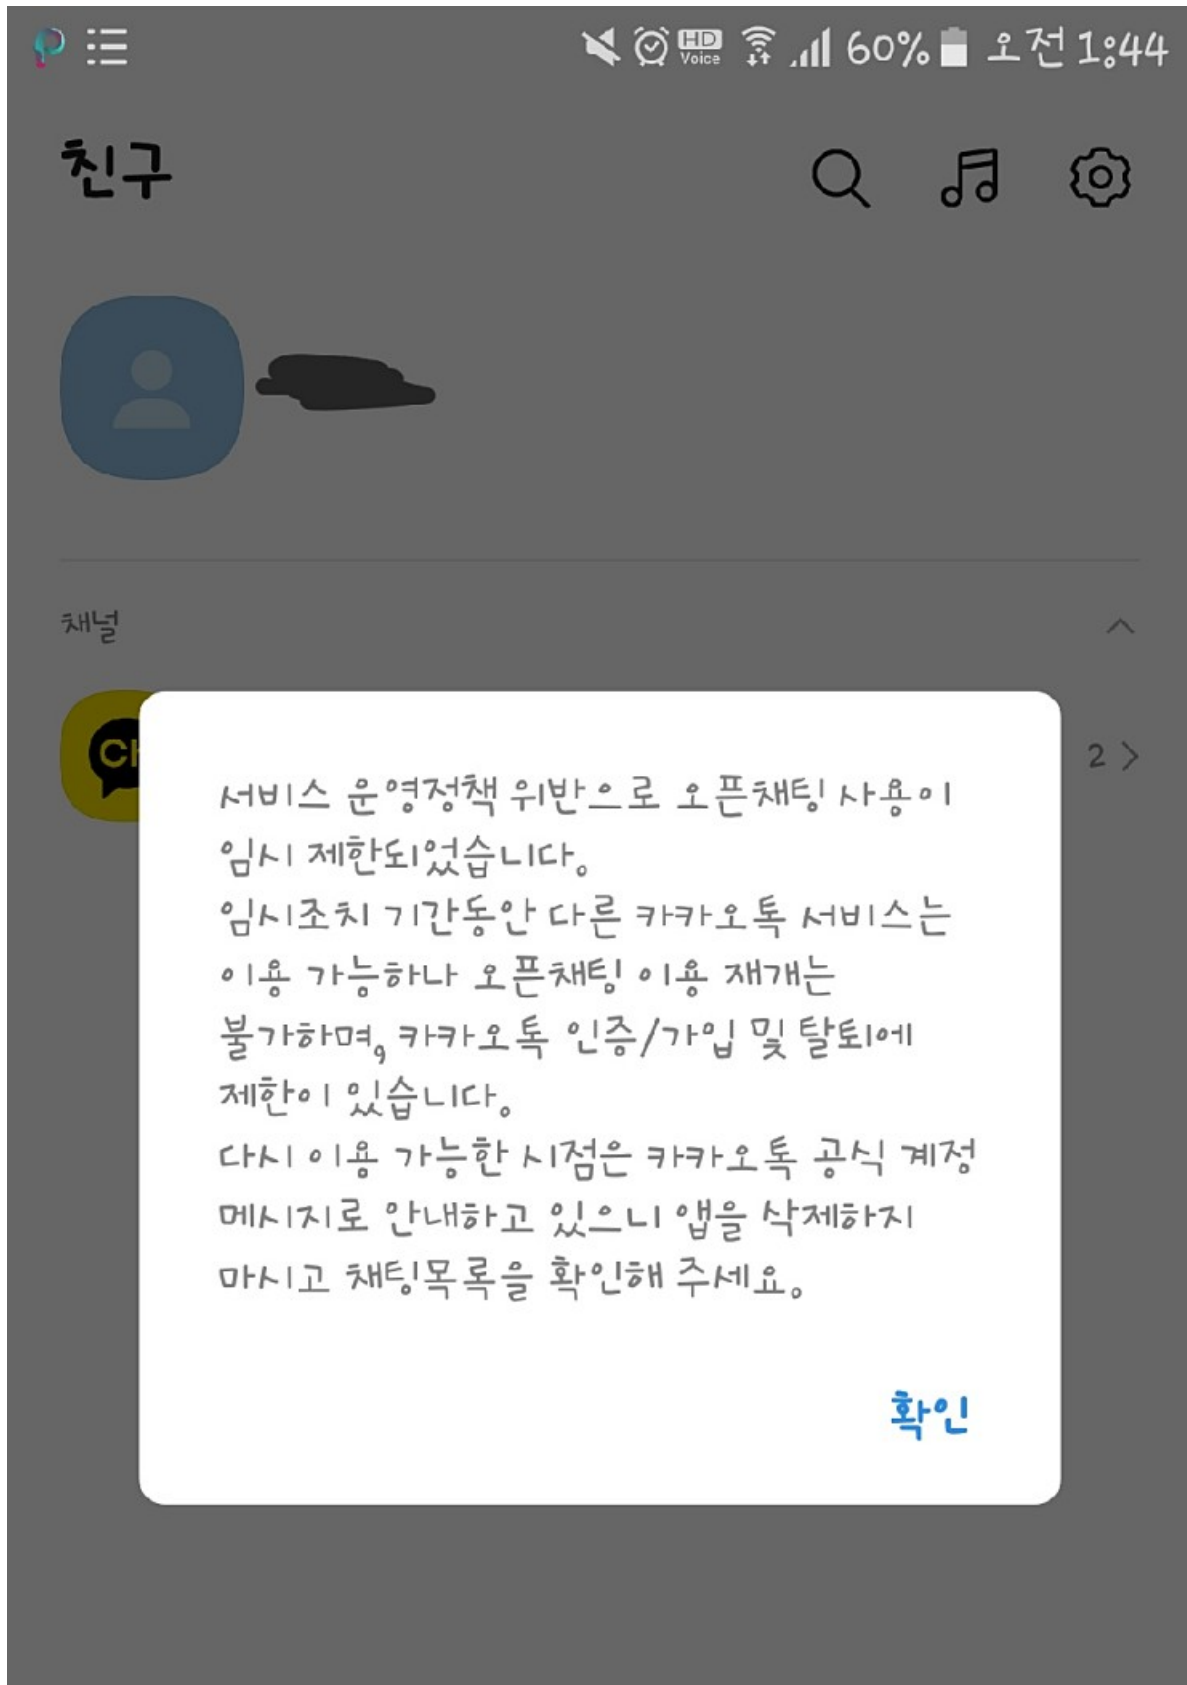 HD Voice 60% 오전 1:44
친구
채널
CH
2
서비스 운영정책 위반으로 오픈채팅 사용이
임시 제한되었습니다.
임시조치 기간동안 다른 카카오톡 서비스는
이용 가능하나 오픈채팅 이용 재개는
불가하며, 카카오톡 인증/가입 및 탈퇴에
제한이 있습니다.
다시 이용 가능한 시점은 카카오톡 공식 계정
메시지로 안내하고 있으니 앱을 삭제하지
마시고 채팅목록을 확인해 주세요.
확인